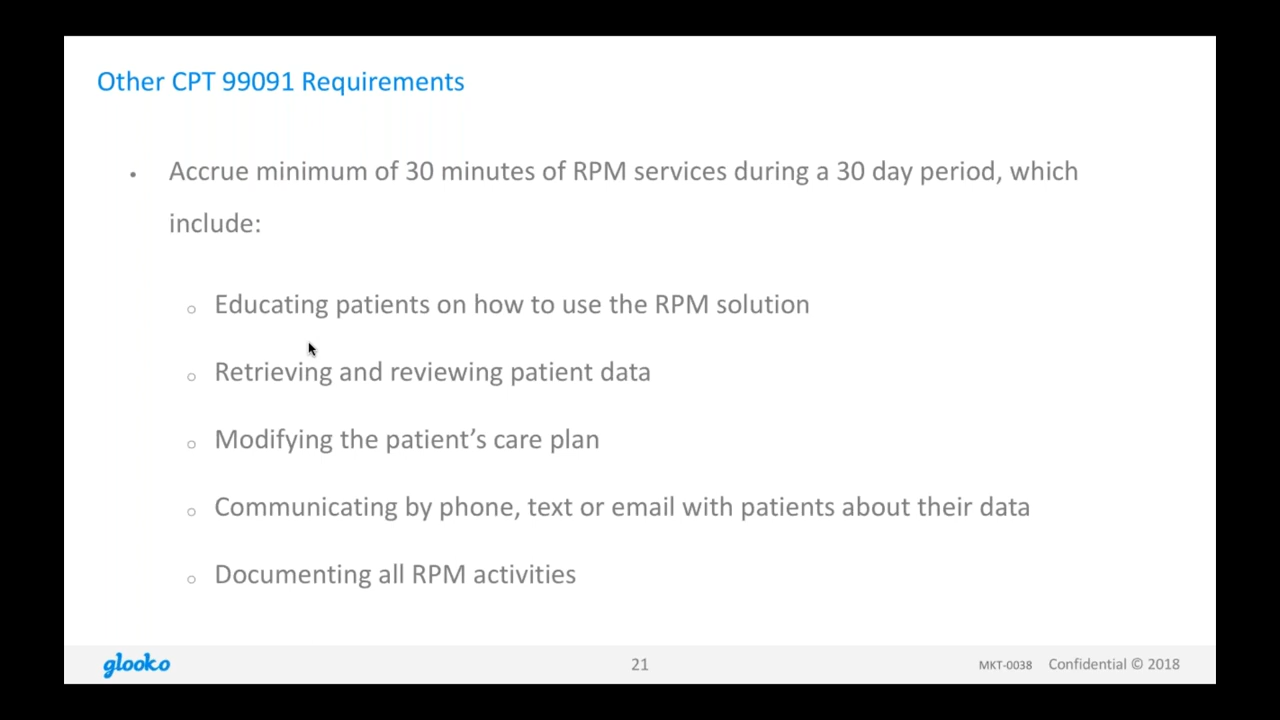 Other CPT 99091 Requirements
• Accrue minimum of 30 minutes of RPM services during a 30 day period, which
include:
○ Educating patients on how to use the RPM solution
○ Retrieving and reviewing patient data
○ Modifying the patient’s care plan
○ Communicating by phone, text or email with patients about their data
○ Documenting all RPM activities
glooko 21 MKT-0038 Confidential © 2018